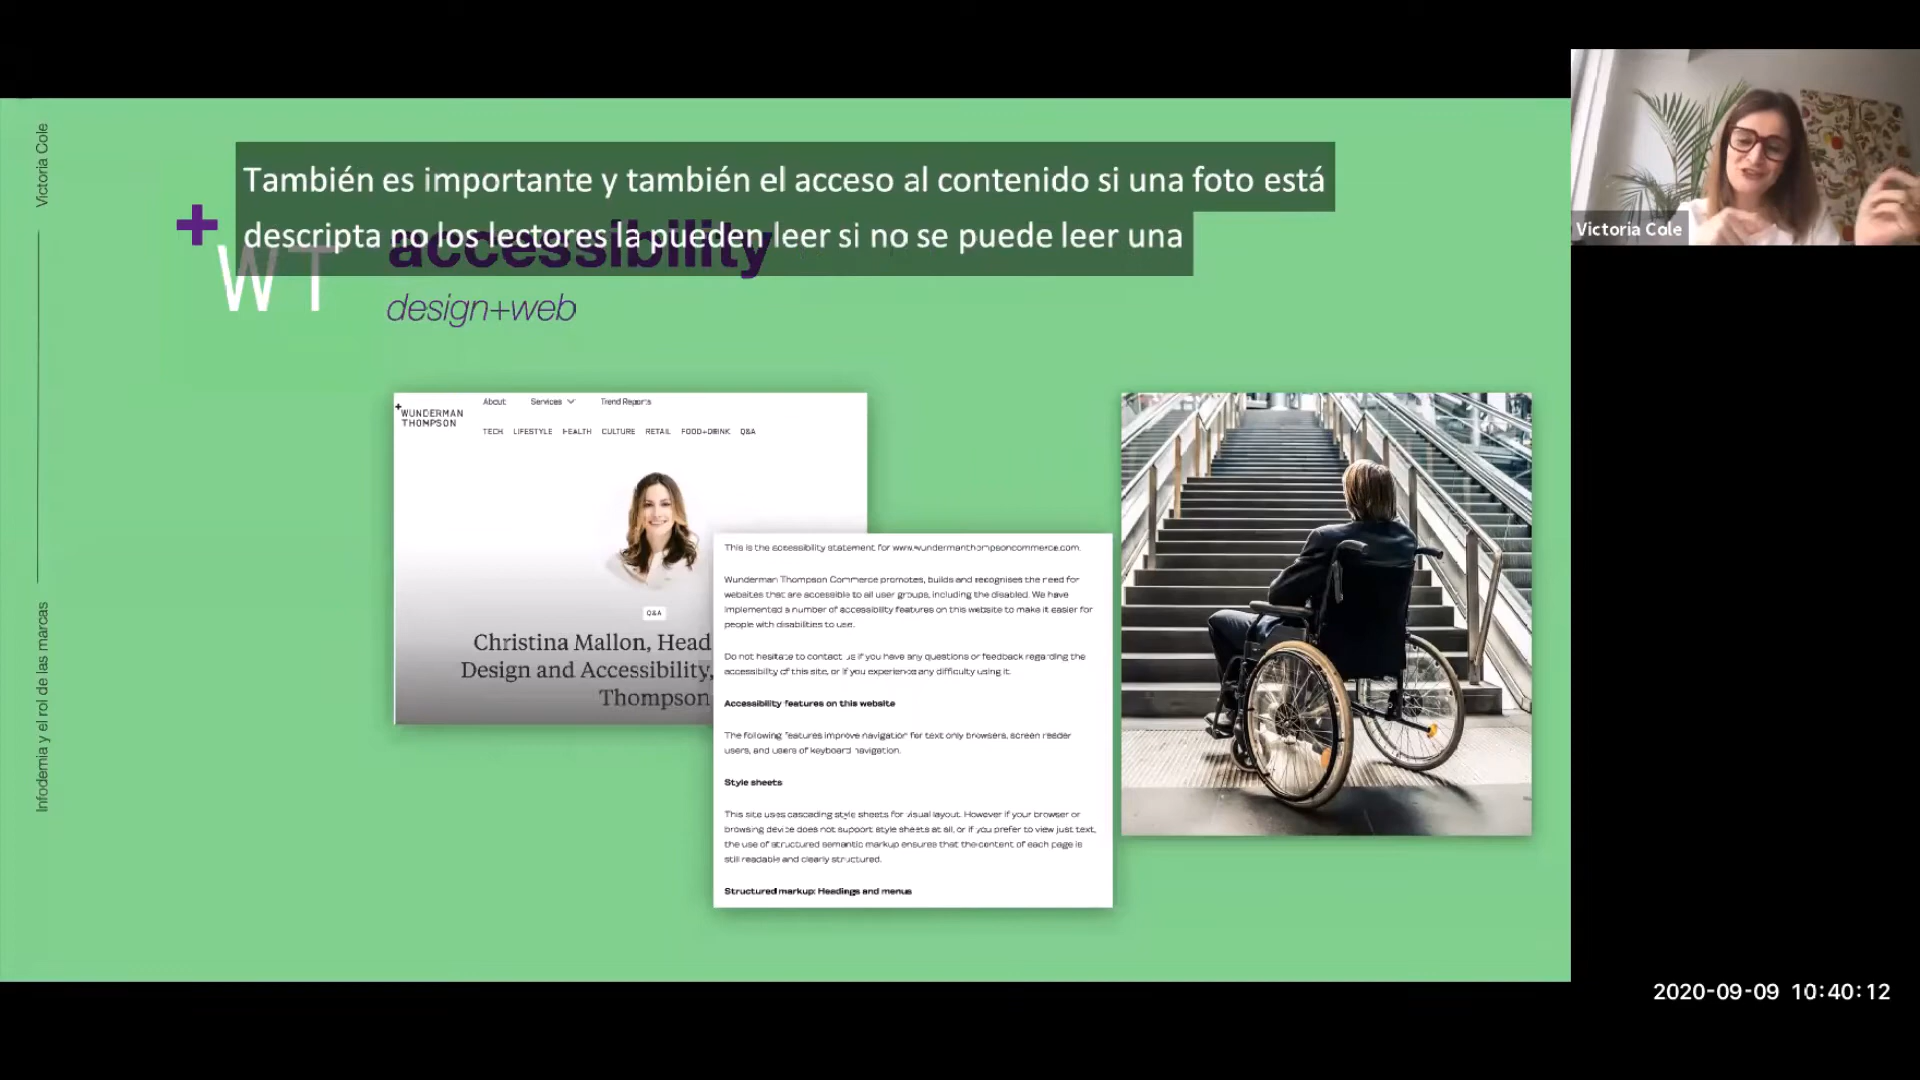 Victoria Cole
Infodemia y el rol de las marcas
También es importante y también el acceso al contenido si una foto está
descripta no los lectores la pueden leer si no se puede leer una
+
WT
accessibility
design+web
+
WUNDERMAN
THOMPSON
About Services Trend Reports
TECH LIFESTYLE HEALTH CULTURE RETAIL FOOD+DRINK Q&A
Q&A
Christina Mallon, Head
Design and Accessibility,
Thompson
This is the accessibility statement for www.wundermanthompsoncommerce.com.
Wunderman Thompson Commerce promotes, builds and recognises the need for
websites that are accessible to all user groups, including the disabled. We have
implemented a number of accessibility features on this website to make it easier for
people with disabilities to use.
Do not hesitate to contact us if you have any questions or feedback regarding the
accessibility of this site, or if you experience any difficulty using it.
Accessibility features on this website
The following features improve navigation for text only browsers, screen reader
users, and users of keyboard navigation.
Style sheets
This site uses cascading style sheets for visual layout. However if your browser or
browsing device does not support style sheets at all, or if you prefer to view just text,
the use of structured semantic markup ensures that the content of each page is
still readable and clearly structured.
Structured markup: Headings and menus
Victoria Cole
2020-09-09 10:40:12